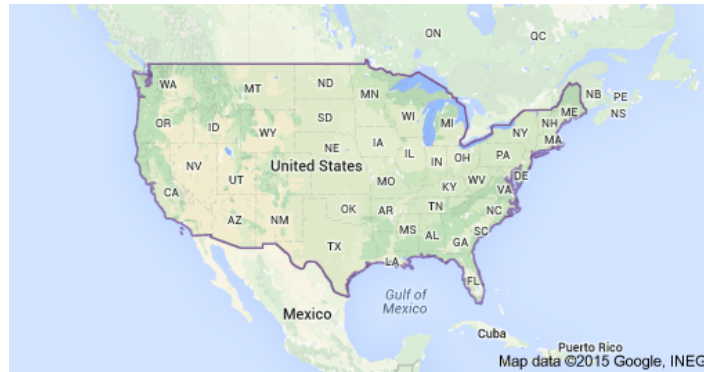 ON
QC
WA
MT
ND
MN
NB
PE
OR
ID
SD
WI
MI
ME
NS
WY
NH
NY
MA
NE
IA
IL
IN
OH
PA
NV
United States
UT
CA
MO
KY
WV
DE
VA
AZ
NM
OK
AR
TN
NC
TX
MS
AL
GA
SC
LA
FL
Gulf of
Mexico
Mexico
Cuba
Puerto Rico
Map data ©2015 Google, INEG